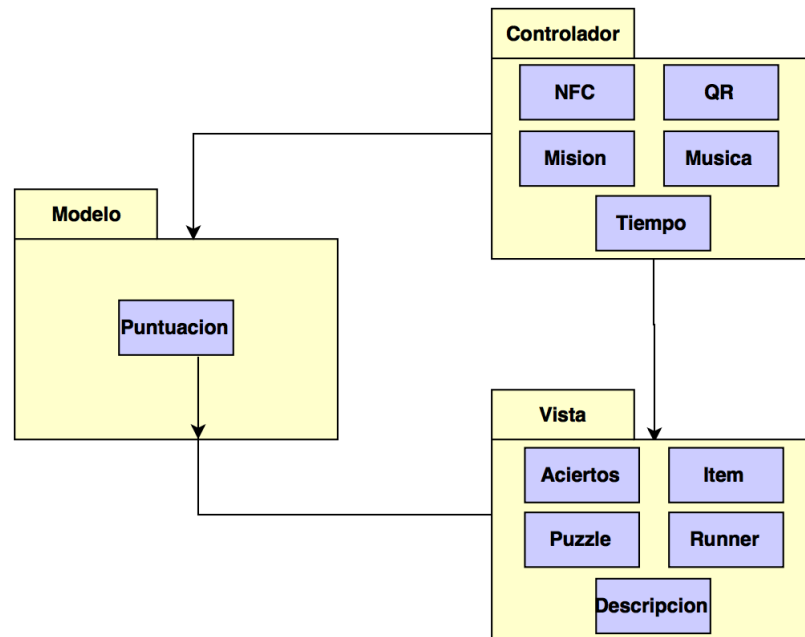 Controlador
NFC
QR
Mision
Musica
Tiempo
Modelo
Puntuacion
Vista
Aciertos
Item
Puzzle
Runner
Descripcion